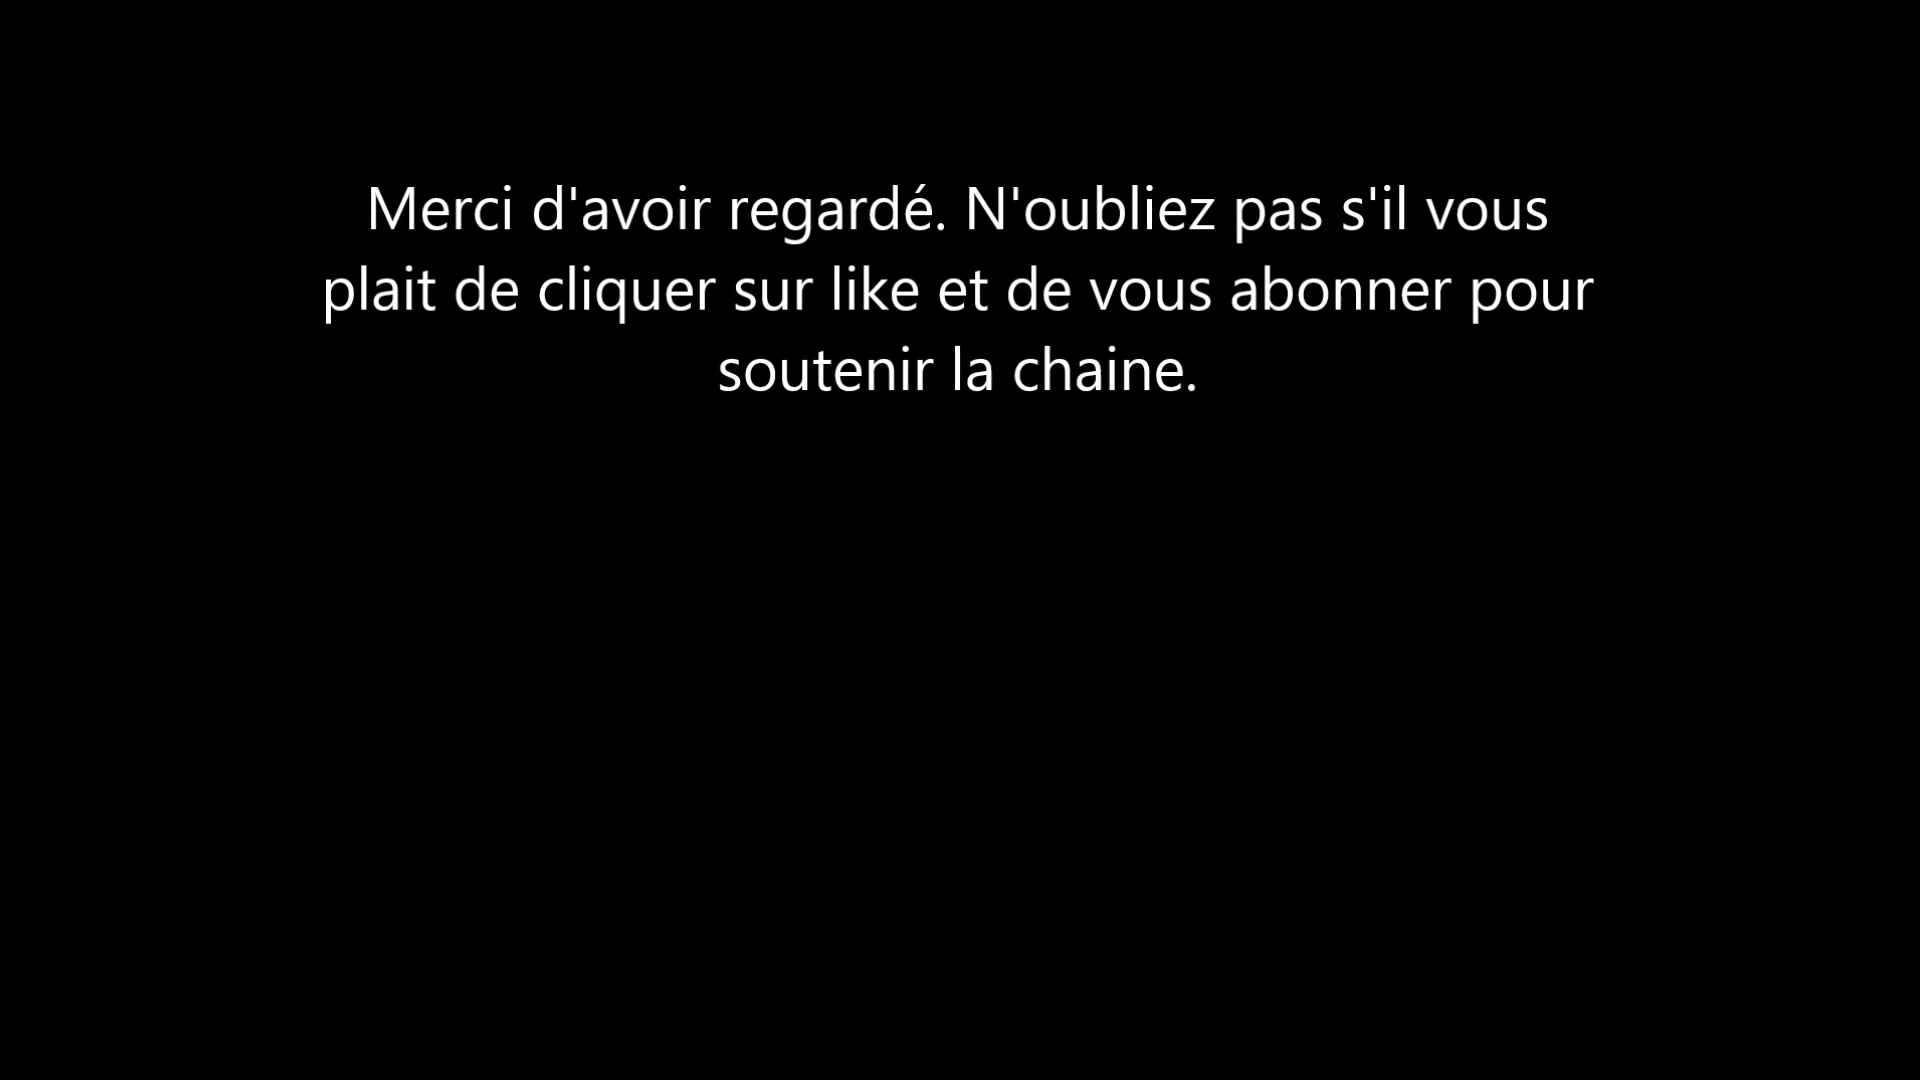 Merci d'avoir regardé. N'oubliez pas s'il vous
plait de cliquer sur like et de vous abonner pour
soutenir la chaine.